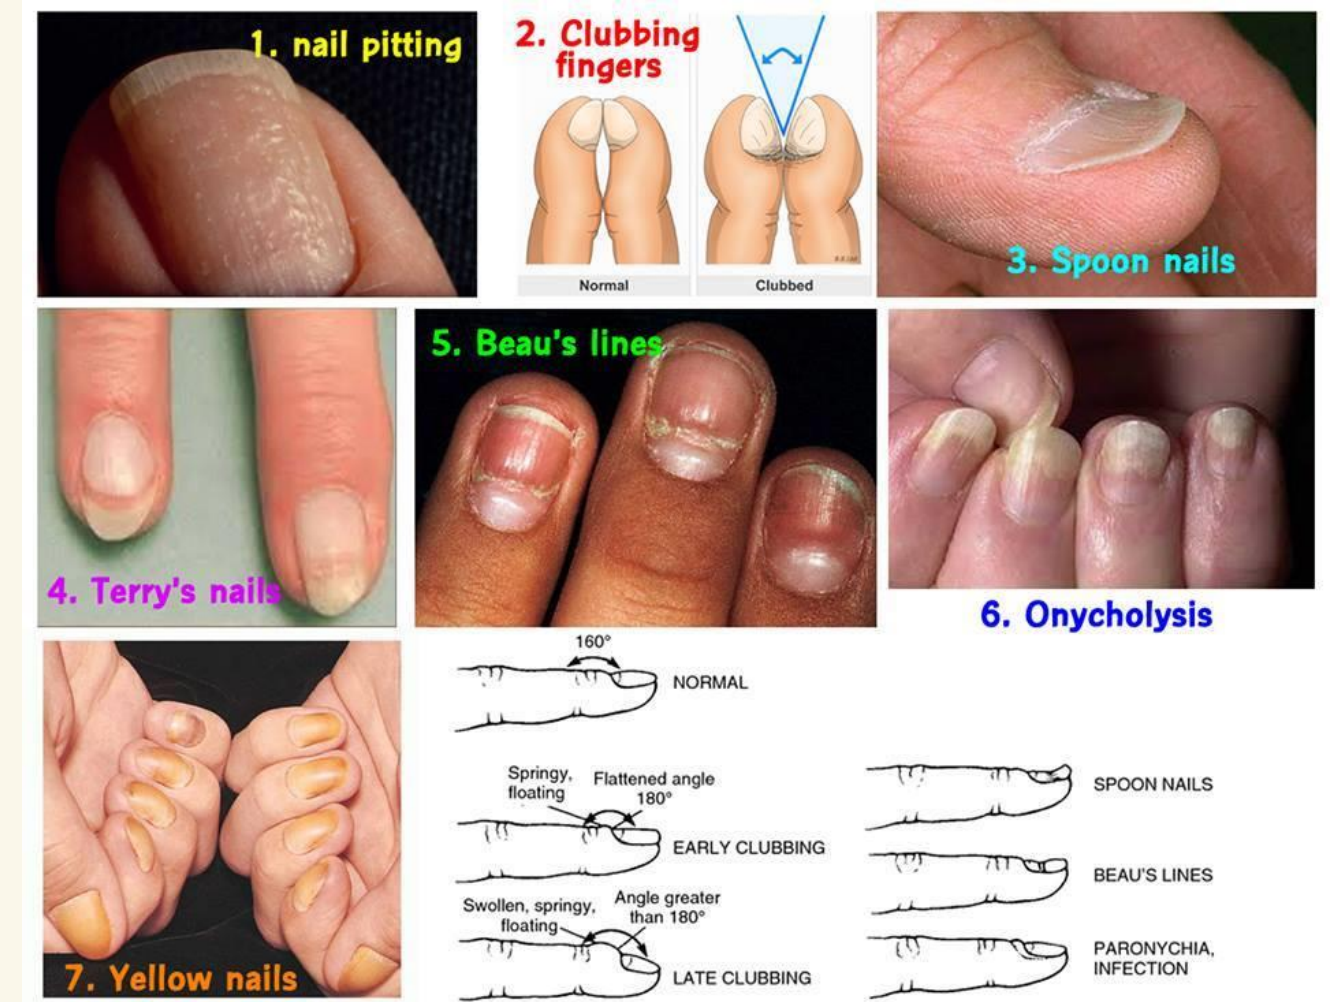 1. nail pitting
2. Clubbing
fingers
Normal
Clubbed
3. Spoon nails
4. Terry's nails
5. Beau's lines
6. Onycholysis
7. Yellow nails
160°
NORMAL
Springy,
floating
Flattened angle
180°
EARLY CLUBBING
Swollen, springy,
floating
Angle greater
than 180°
LATE CLUBBING
SPOON NAILS
BEAU'S LINES
PARONYCHIA,
INFECTION